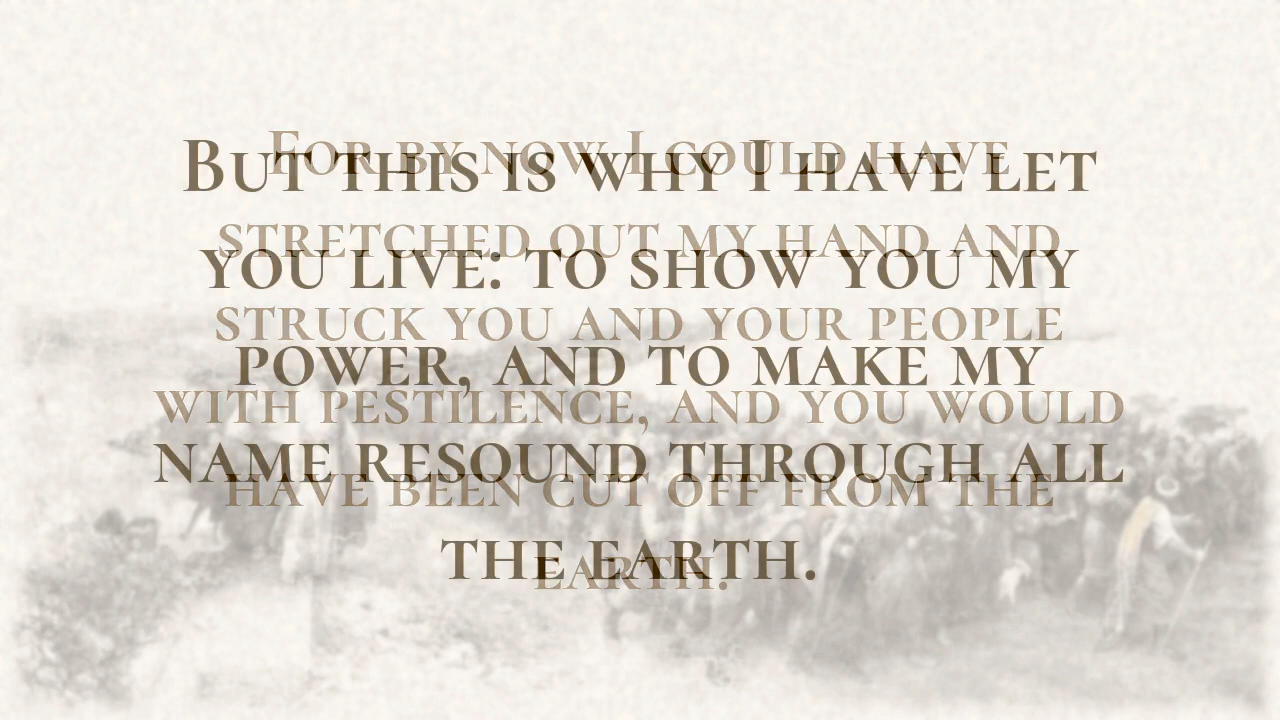 For by now I could have
But this is why I have let
stretched out my hand and
you live: to show you my
struck you and your people
power, and to make my
with pestilence, and you would
name resound through all
have been cut off from the
the earth.
earth.